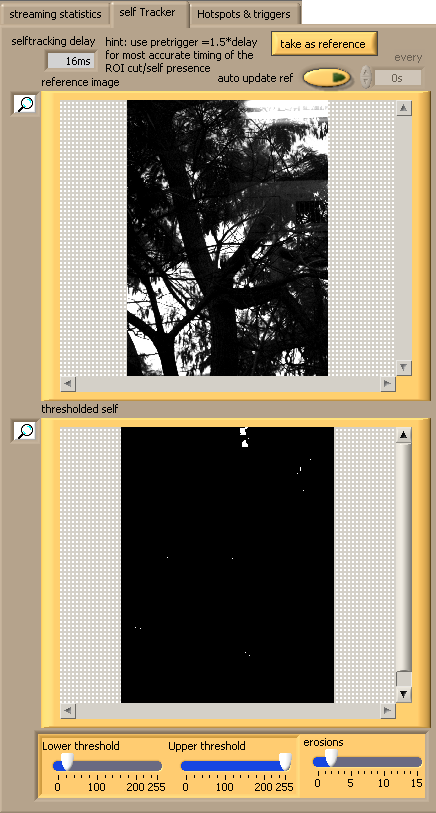 streaming statistics
self Tracker
Hotspots & triggers
selftracking delay
16ms
hint: use pretrigger =1.5*delay
for most accurate timing of the
ROI cut/self presence
take as reference
every
auto update ref
0s
reference image
thresholded self
Lower threshold
0 100 200 255
Upper threshold
0 100 200 255
erosions
0 5 10 15